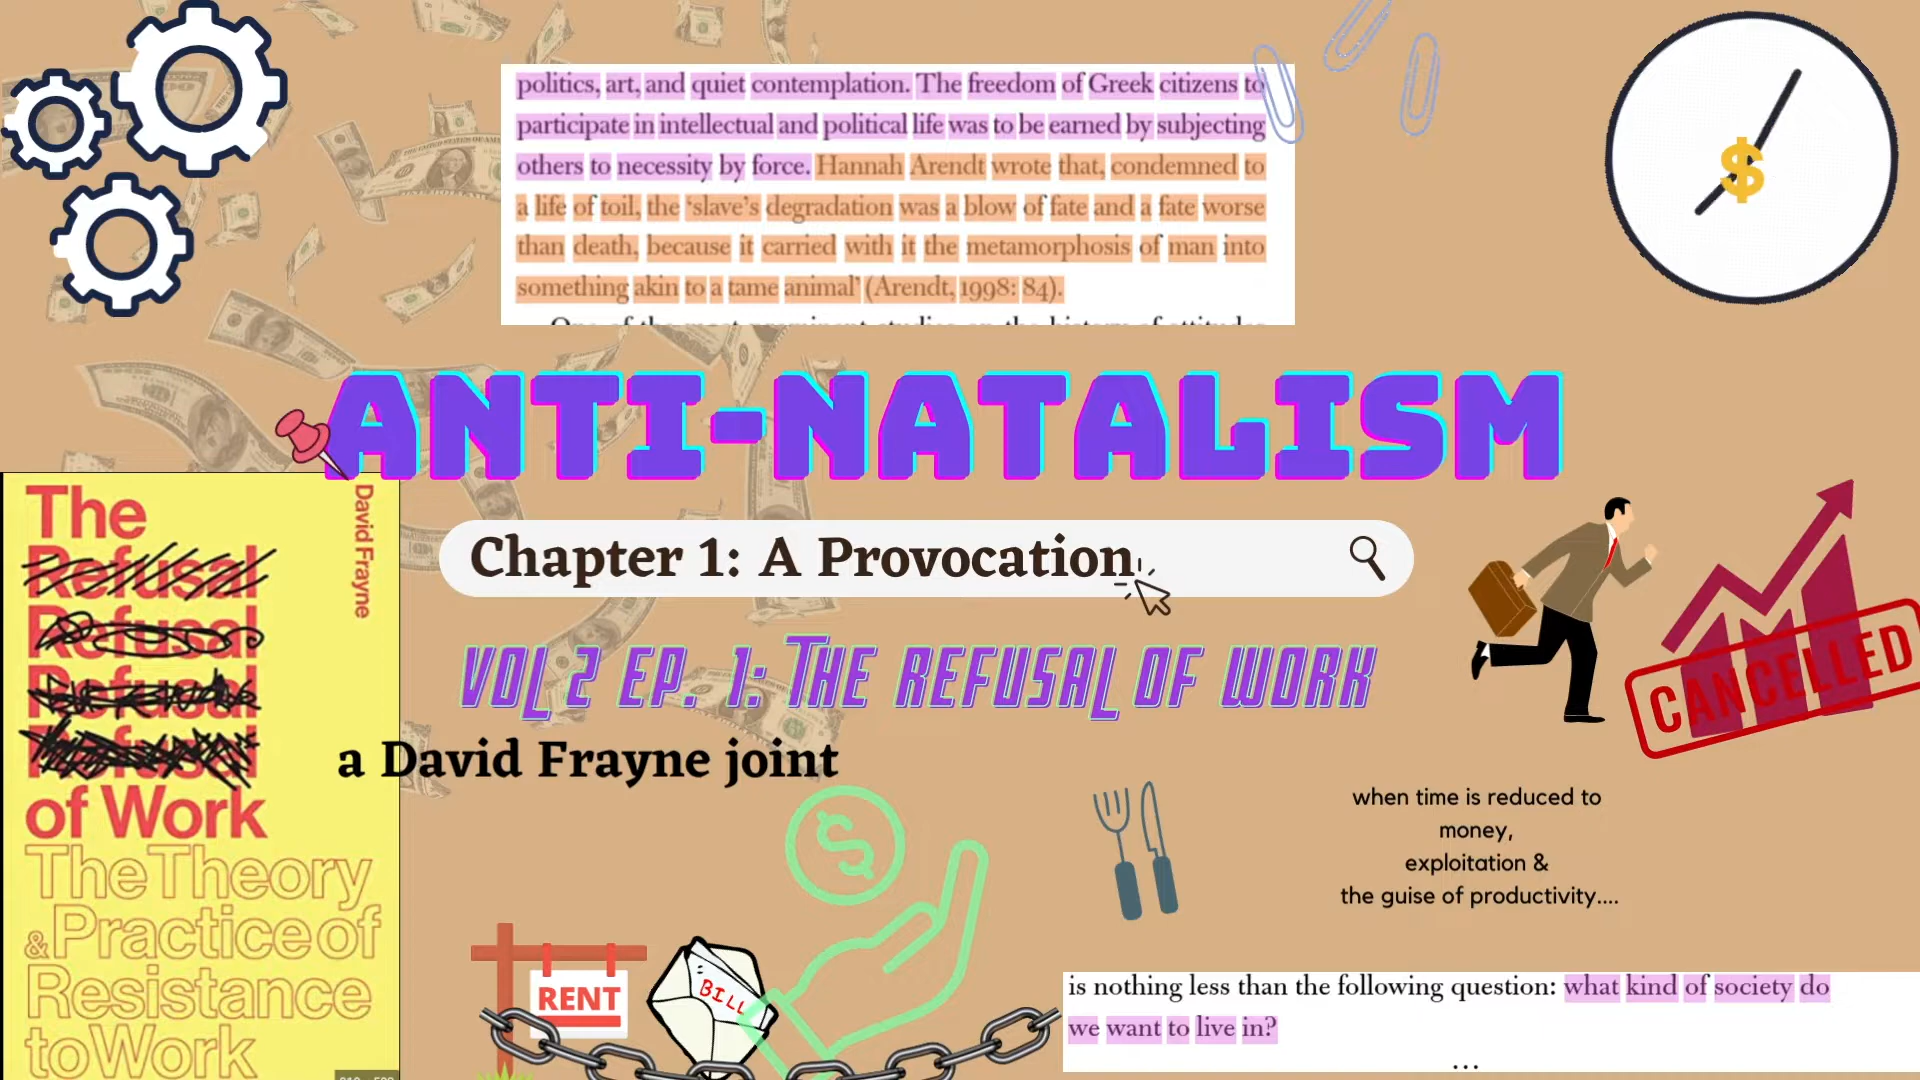 politics, art, and quiet contemplation. The freedom of Greek citizens to
participate in intellectual and political life was to be earned by subjecting
others to necessity by force. Hannah Arendt wrote that, condemned to
a life of toil, the ‘slave’s degradation was a blow of fate and a fate worse
than death, because it carried with it the metamorphosis of man into
something akin to a tame animal’ (Arendt, 1998: 84).
$
ANTI-NATALISM
Chapter 1: A Provocation
VOL 2 EP. 1: THE REFUSAL OF WORK
a David Frayne joint
The
Refusal
Refusal
Refusal
Refusal
of Work
The Theory
& Practice of
Resistance
to Work
David Frayne
CANCELLED
when time is reduced to
money,
exploitation &
the guise of productivity....
$
RENT
BILL
is nothing less than the following question: what kind of society do
we want to live in?
...